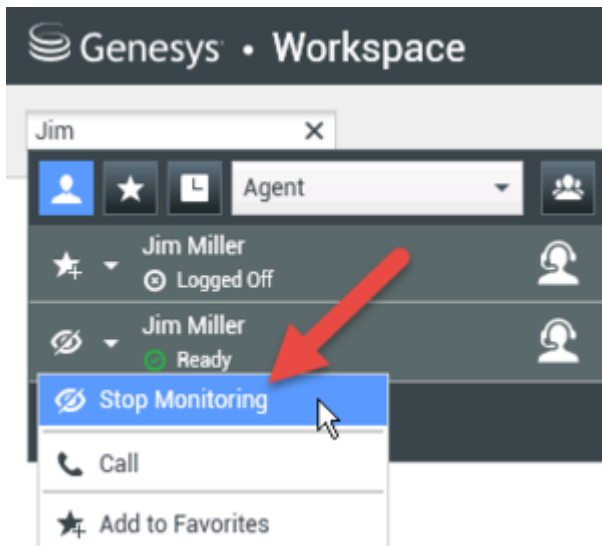 Genesys • Workspace
Jim
Agent
Jim Miller
Logged Off
Jim Miller
Ready
Stop Monitoring
Call
Add to Favorites